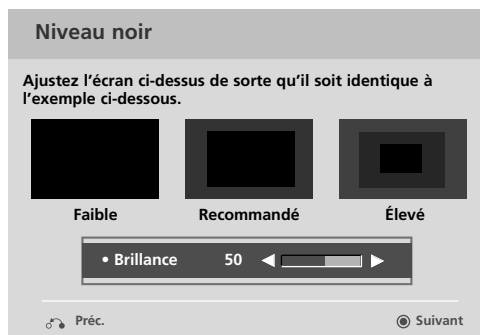 Niveau noir
Ajustez l'écran ci-dessus de sorte qu'il soit identique à
l'exemple ci-dessous.
Faible Recommandé Élevé
• Brillance 50
Préc. Suivant